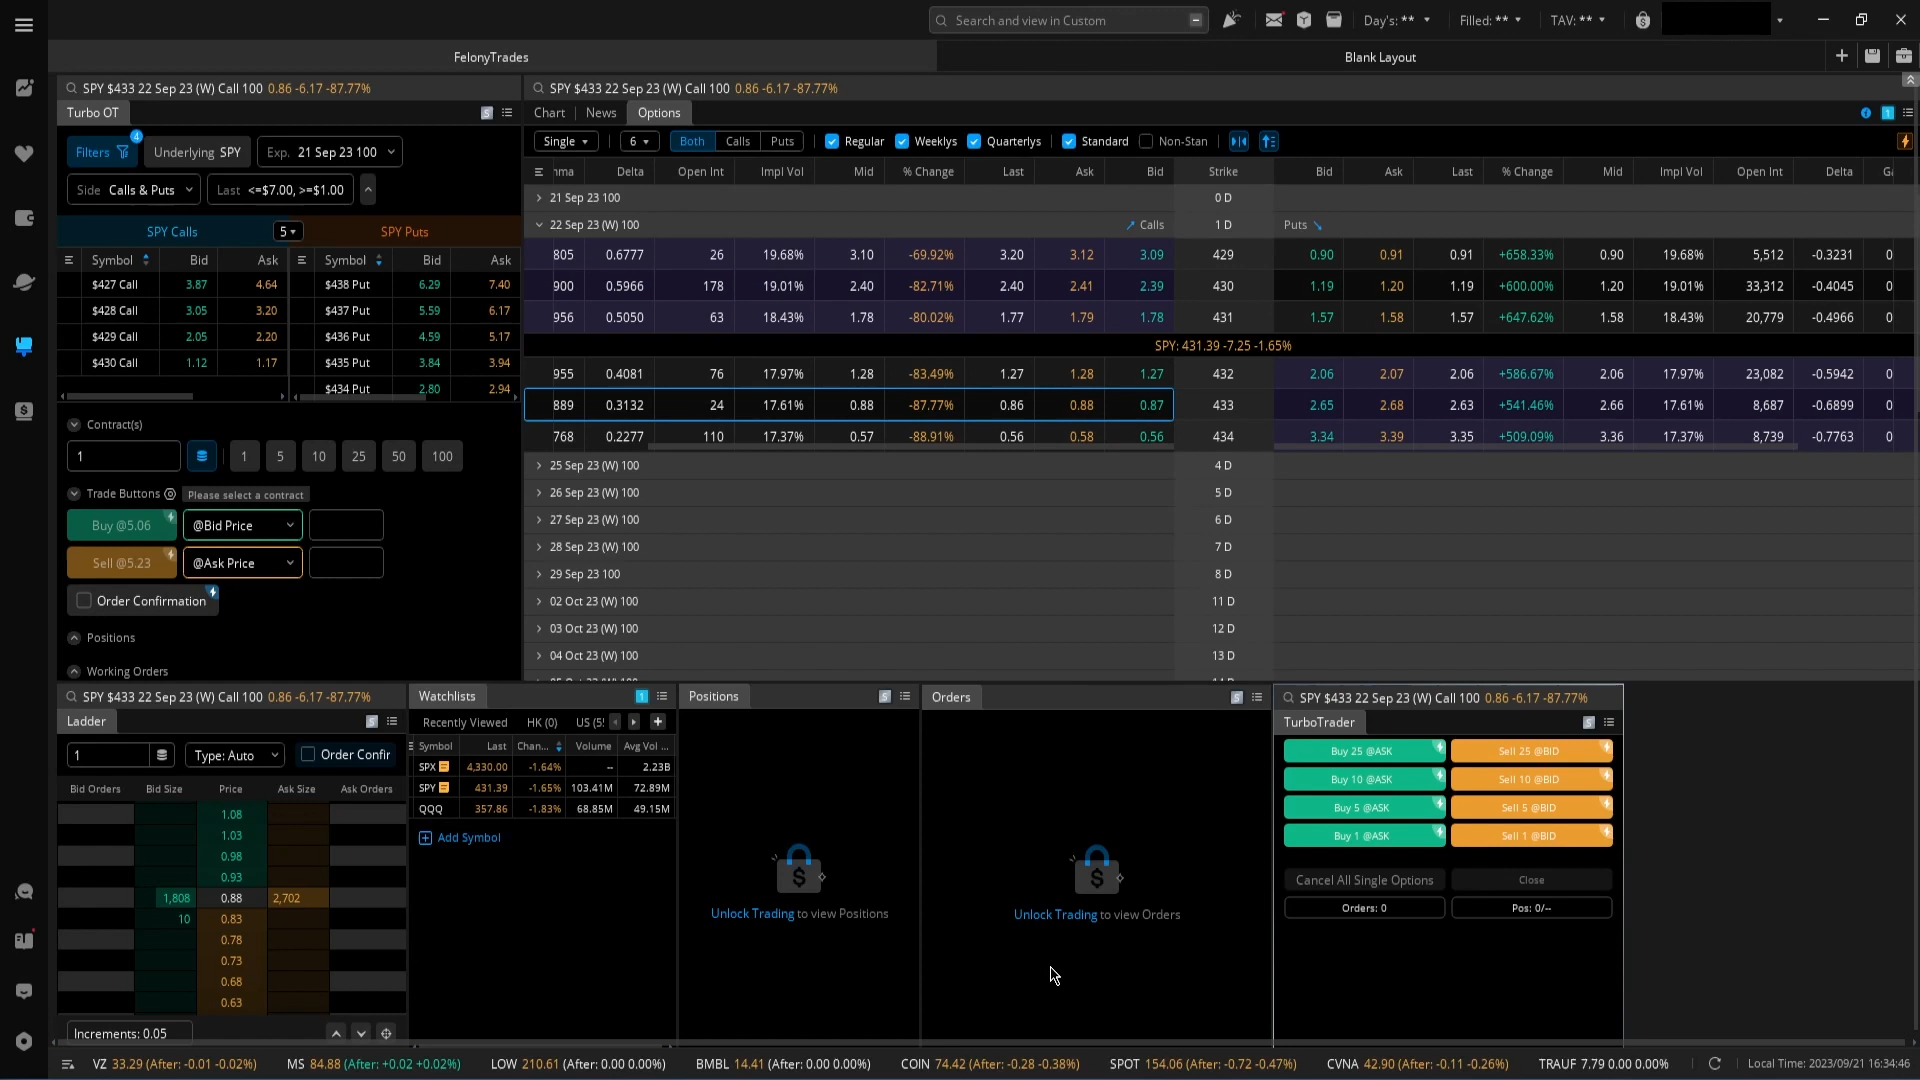 Search and view in Custom
Day's: **
Filled: **
TAV: **
FelonyTrades
Blank Layout
SPY $433 22 Sep 23 (W) Call 100 0.86 -6.17 -87.77%
Turbo OT
4
Filters
Underlying SPY
Exp. 21 Sep 23 100
Side Calls & Puts
Last <=$7.00, >=$1.00
SPY Calls
5
SPY Puts
Symbol Bid Ask Symbol Bid Ask
$427 Call 3.87 4.64 $438 Put 6.29 7.40
$428 Call 3.05 3.20 $437 Put 5.59 6.17
$429 Call 2.05 2.20 $436 Put 4.59 5.17
$430 Call 1.12 1.17 $435 Put 3.84 3.94
$434 Put 2.80 2.94
Contract(s)
1
1 5 10 25 50 100
Trade Buttons
Please select a contract
Buy @5.06
@Bid Price
Sell @5.23
@Ask Price
Order Confirmation
Positions
Working Orders
SPY $433 22 Sep 23 (W) Call 100 0.86 -6.17 -87.77%
Chart News Options
1
Single
6
Both Calls Puts
Regular Weeklys Quarterlys Standard Non-Stan
nma Delta Open Int Impl Vol Mid % Change Last Ask Bid Strike Bid Ask Last % Change Mid Impl Vol Open Int Delta Ga
21 Sep 23 100 0 D
22 Sep 23 (W) 100 Calls 1 D Puts
805 0.6777 26 19.68% 3.10 -69.92% 3.20 3.12 3.09 429 0.90 0.91 0.91 +658.33% 0.90 19.68% 5,512 -0.3231 0
900 0.5966 178 19.01% 2.40 -82.71% 2.40 2.41 2.39 430 1.19 1.20 1.19 +600.00% 1.20 19.01% 33,312 -0.4045 0
956 0.5050 63 18.43% 1.78 -80.02% 1.77 1.79 1.78 431 1.57 1.58 1.57 +647.62% 1.58 18.43% 20,779 -0.4966 0
SPY: 431.39 -7.25 -1.65%
955 0.4081 76 17.97% 1.28 -83.49% 1.27 1.28 1.27 432 2.06 2.07 2.06 +586.67% 2.06 17.97% 23,082 -0.5942 0
889 0.3132 24 17.61% 0.88 -87.77% 0.86 0.88 0.87 433 2.65 2.68 2.63 +541.46% 2.66 17.61% 8,687 -0.6899 0
768 0.2277 110 17.37% 0.57 -88.91% 0.56 0.58 0.56 434 3.34 3.39 3.35 +509.09% 3.36 17.37% 8,739 -0.7763 0
25 Sep 23 (W) 100 4 D
26 Sep 23 (W) 100 5 D
27 Sep 23 (W) 100 6 D
28 Sep 23 (W) 100 7 D
29 Sep 23 100 8 D
02 Oct 23 (W) 100 11 D
03 Oct 23 (W) 100 12 D
04 Oct 23 (W) 100 13 D
SPY $433 22 Sep 23 (W) Call 100 0.86 -6.17 -87.77%
Ladder
1
Type: Auto
Order Confir
Bid Orders Bid Size Price Ask Size Ask Orders
1.08
1.03
0.98
0.93
1,808 0.88 2,702
10 0.83
0.78
0.73
0.68
0.63
Increments: 0.05
Watchlists
1
Recently Viewed HK (0) US (5
Symbol Last Chan... Volume Avg Vol ...
SPX 4,330.00 -1.64% -- 2.23B
SPY 431.39 -1.65% 103.41M 72.89M
QQQ 357.86 -1.83% 68.85M 49.15M
Add Symbol
Positions
Unlock Trading to view Positions
Orders
Unlock Trading to view Orders
SPY $433 22 Sep 23 (W) Call 100 0.86 -6.17 -87.77%
TurboTrader
Buy 25 @ASK Sell 25 @BID
Buy 10 @ASK Sell 10 @BID
Buy 5 @ASK Sell 5 @BID
Buy 1 @ASK Sell 1 @BID
Cancel All Single Options Close
Orders: 0 Pos: 0/--
VZ 33.29 (After: -0.01 -0.02%) MS 84.88 (After: +0.02 +0.02%) LOW 210.61 (After: 0.00 0.00%) BMBL 14.41 (After: 0.00 0.00%) COIN 74.42 (After: -0.28 -0.38%) SPOT 154.06 (After: -0.72 -0.47%) CVNA 42.90 (After: -0.11 -0.26%) TRAUF 7.79 0.00 0.00%
Local Time: 2023/09/21 16:34:46